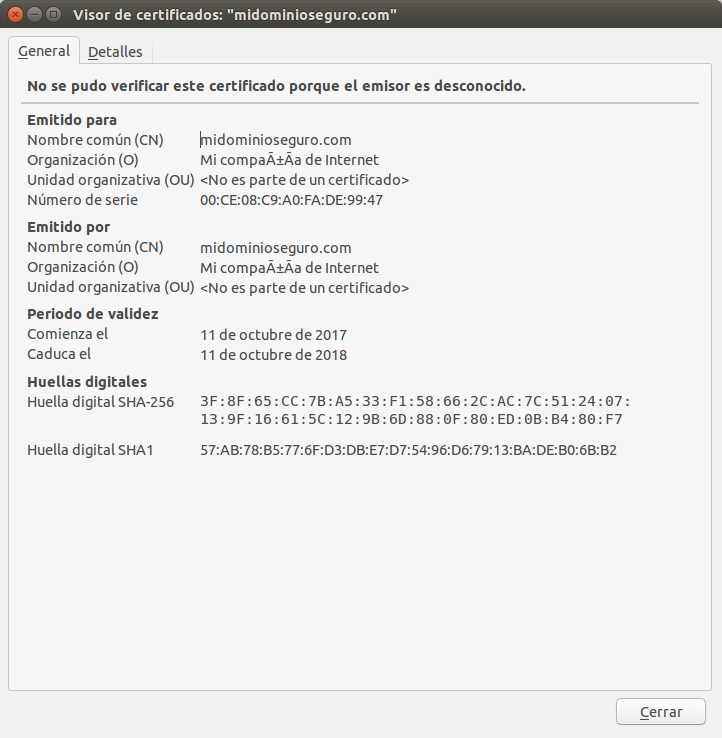 Visor de certificados: "midominioseguro.com"
General Detalles
No se pudo verificar este certificado porque el emisor es desconocido.
Emitido para
Nombre común (CN) midominioseguro.com
Organización (O) Mi compaÃ±Ãa de Internet
Unidad organizativa (OU) <No es parte de un certificado>
Número de serie 00:CE:08:C9:A0:FA:DE:99:47
Emitido por
Nombre común (CN) midominioseguro.com
Organización (O) Mi compaÃ±Ãa de Internet
Unidad organizativa (OU) <No es parte de un certificado>
Periodo de validez
Comienza el 11 de octubre de 2017
Caduca el 11 de octubre de 2018
Huellas digitales
Huella digital SHA-256 3F:8F:65:CC:7B:A5:33:F1:58:66:2C:AC:7C:51:24:07:
13:9F:16:61:5C:12:9B:6D:88:0F:80:ED:0B:B4:80:F7
Huella digital SHA1 57:AB:78:B5:77:6F:D3:DB:E7:D7:54:96:D6:79:13:BA:DE:B0:6B:B2
Cerrar